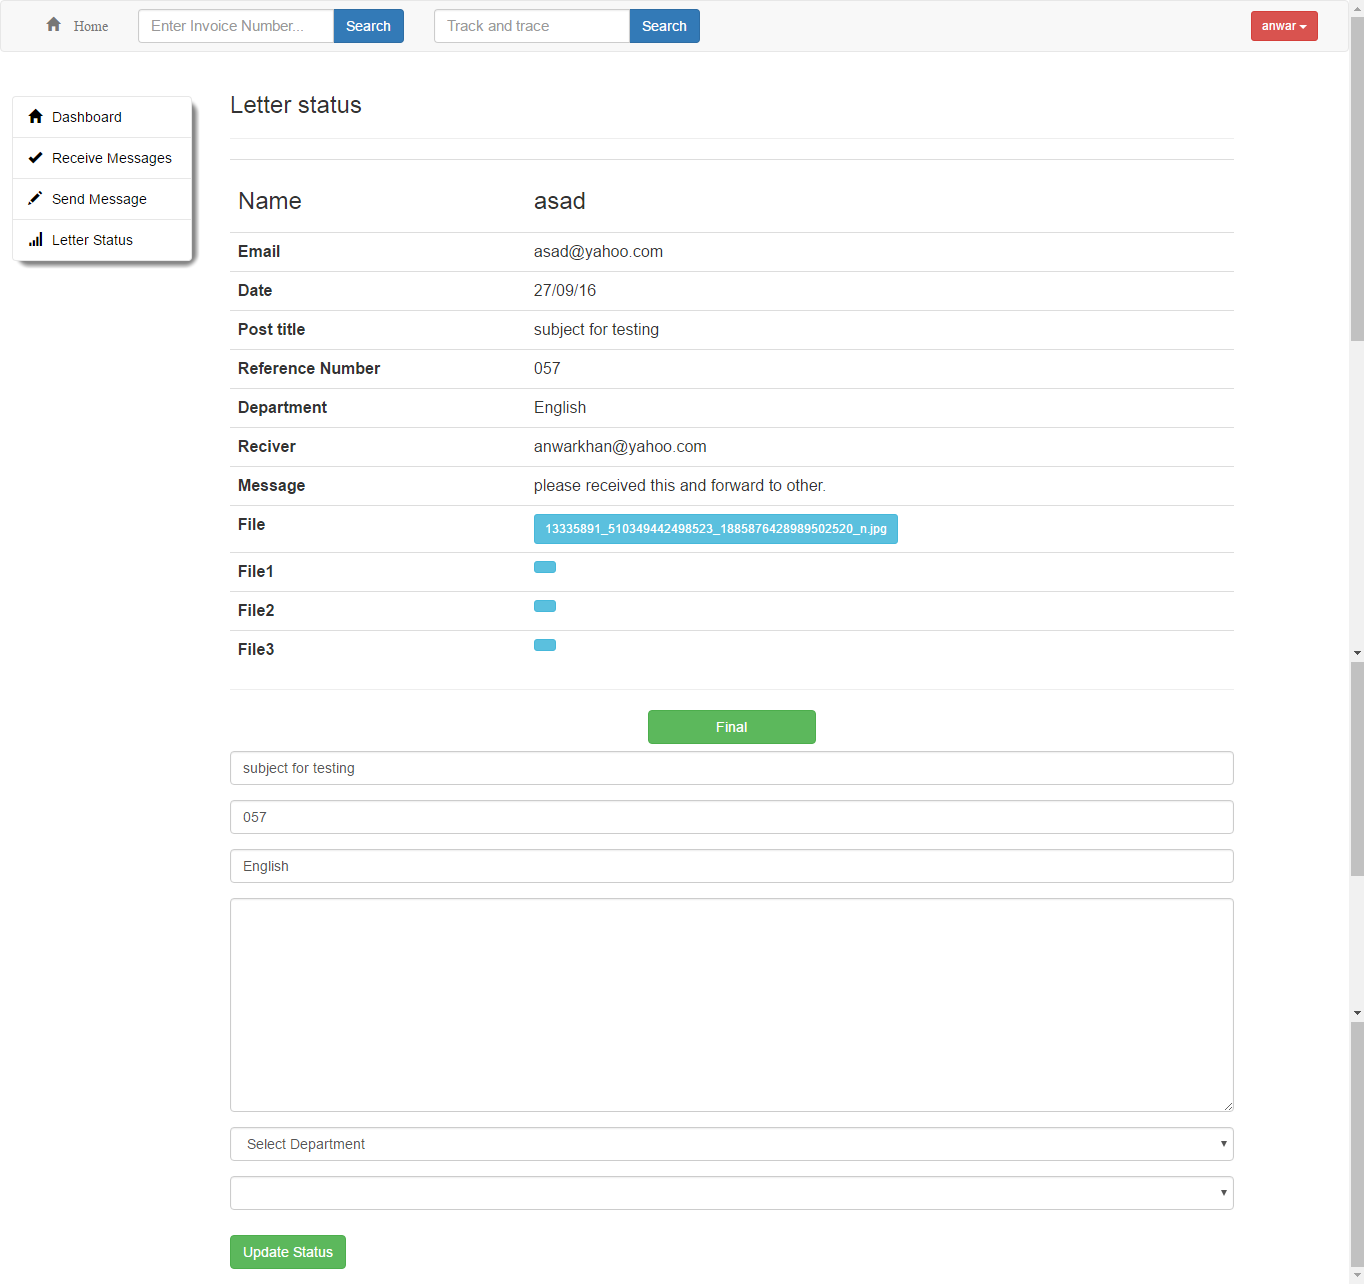 Home Enter Invoice Number... Search Track and trace Search anwar
Dashboard
Receive Messages
Send Message
Letter Status
Letter status
Name asad
Email asad@yahoo.com
Date 27/09/16
Post title subject for testing
Reference Number 057
Department English
Reciver anwarkhan@yahoo.com
Message please received this and forward to other.
File 13335891_510349442498523_1885876428989502520_n.jpg
File1
File2
File3
Final
subject for testing
057
English
Select Department
Update Status